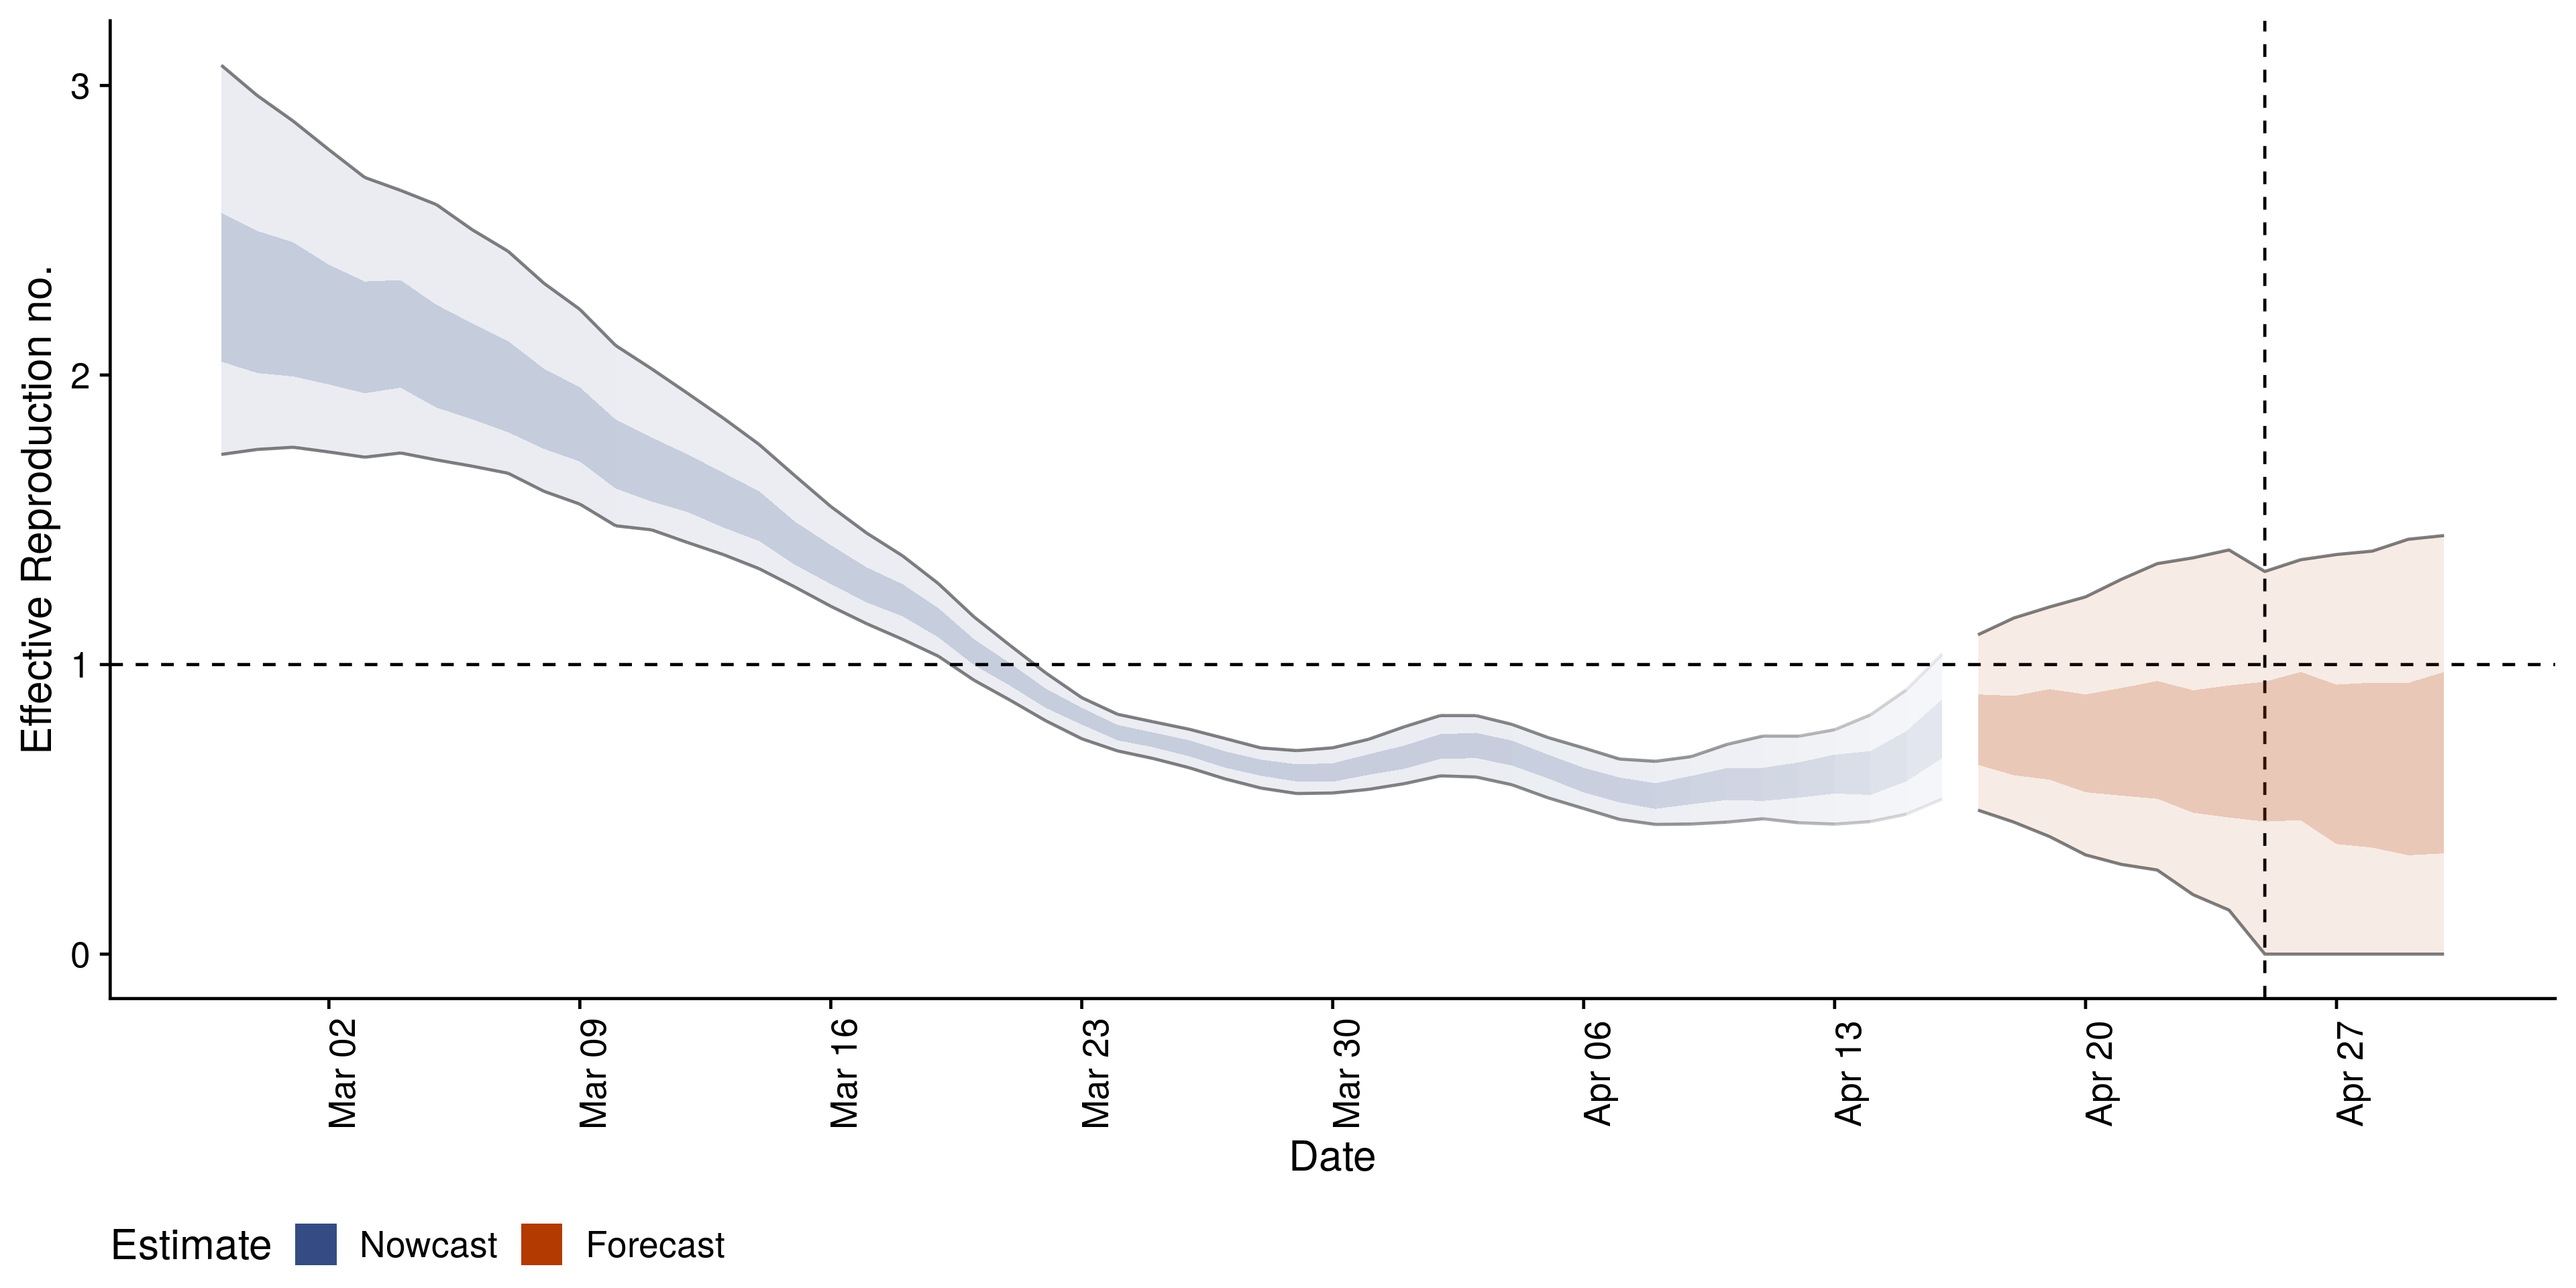 Effective Reproduction no.
3
2
1
0
Mar 02
Mar 09
Mar 16
Mar 23
Mar 30
Apr 06
Apr 13
Apr 20
Apr 27
Date
Estimate Nowcast Forecast